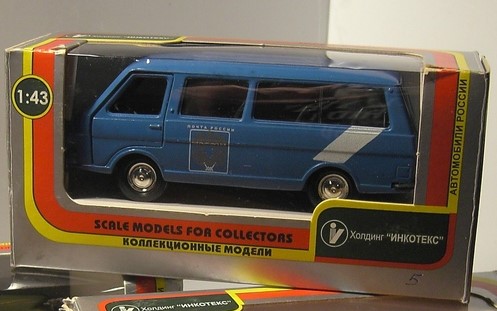 1:43
ПОЧТА РОССИИ
SCALE MODELS FOR COLLECTORS
КОЛЛЕКЦИОННЫЕ МОДЕЛИ
Холдинг "ИНКОТЕКС"
АВТОМОБИЛИ РОССИИ
5
Холдинг "ИНКОТЕКС"